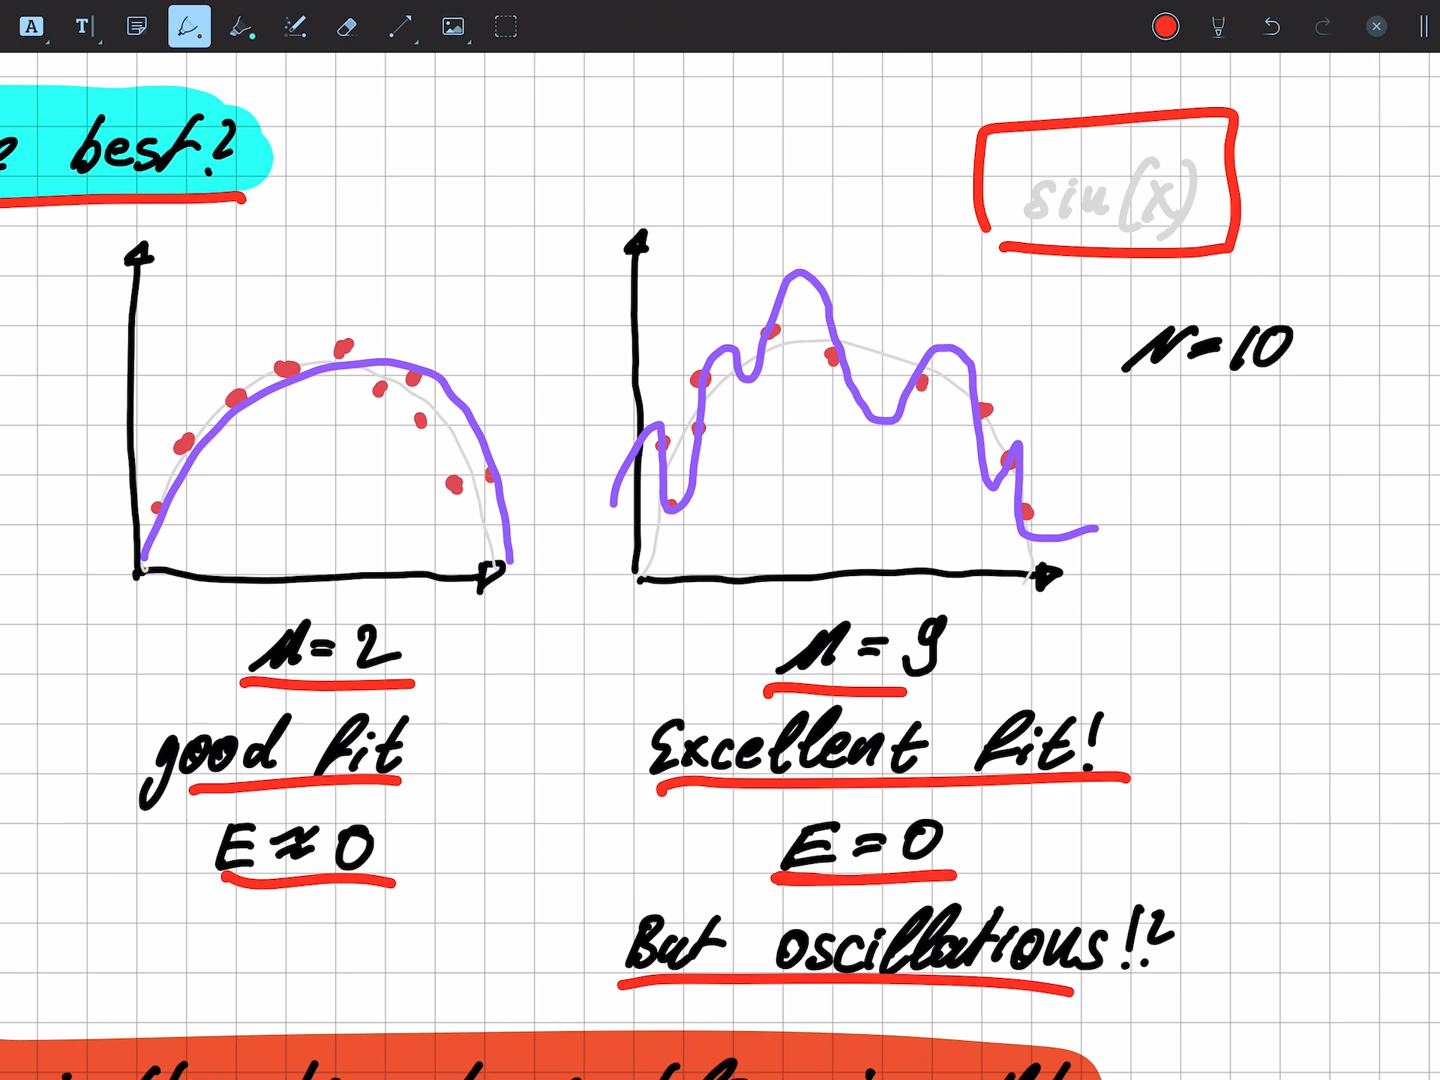 best?
sin(x)
N=10
M=2
M=9
good fit
Excellent fit!
E≈0
E=0
But oscillations!?